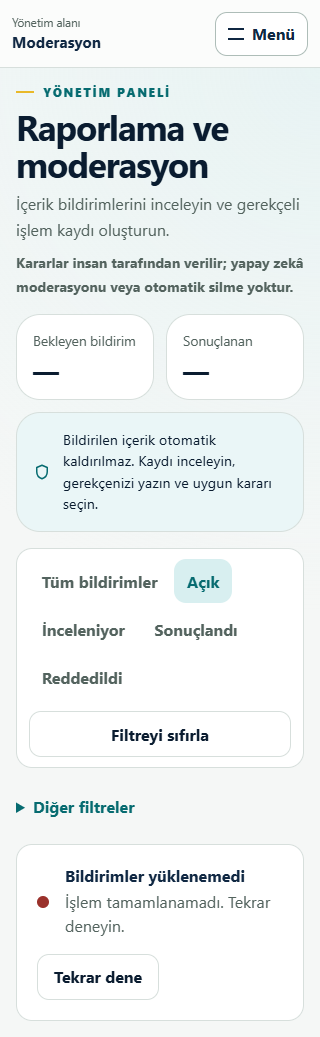 Yönetim alanı
Moderasyon
Menü
YÖNETİM PANELİ
Raporlama ve
moderasyon
İçerik bildirimlerini inceleyin ve gerekçeli
işlem kaydı oluşturun.
Kararlar insan tarafından verilir; yapay zekâ
moderasyonu veya otomatik silme yoktur.
Bekleyen bildirim
—
Sonuçlanan
—
Bildirilen içerik otomatik
kaldırılmaz. Kaydı inceleyin,
gerekçenizi yazın ve uygun kararı
seçin.
Tüm bildirimler
Açık
İnceleniyor
Sonuçlandı
Reddedildi
Filtreyi sıfırla
Diğer filtreler
Bildirimler yüklenemedi
İşlem tamamlanamadı. Tekrar
deneyin.
Tekrar dene